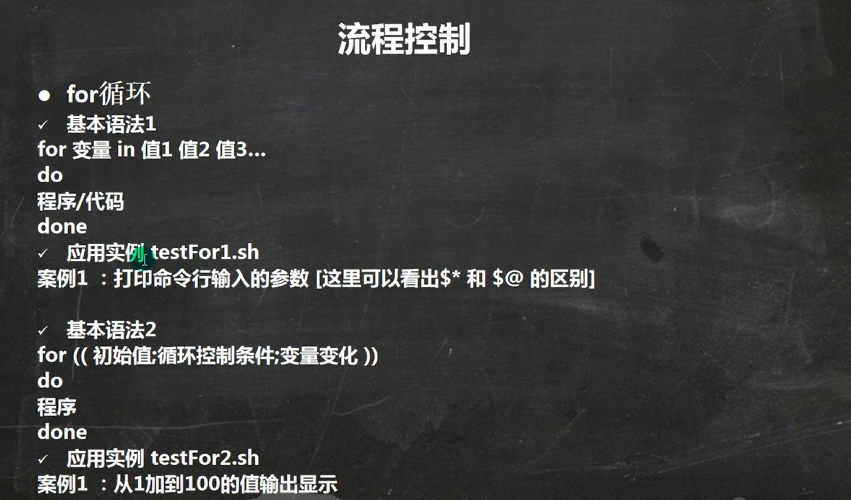 流程控制
● for循环
✓ 基本语法1
for 变量 in 值1 值2 值3…
do
程序/代码
done
✓ 应用实例 testFor1.sh
案例1 ：打印命令行输入的参数 [这里可以看出$* 和 $@ 的区别]
✓ 基本语法2
for (( 初始值;循环控制条件;变量变化 ))
do
程序
done
✓ 应用实例 testFor2.sh
案例1 ：从1加到100的值输出显示